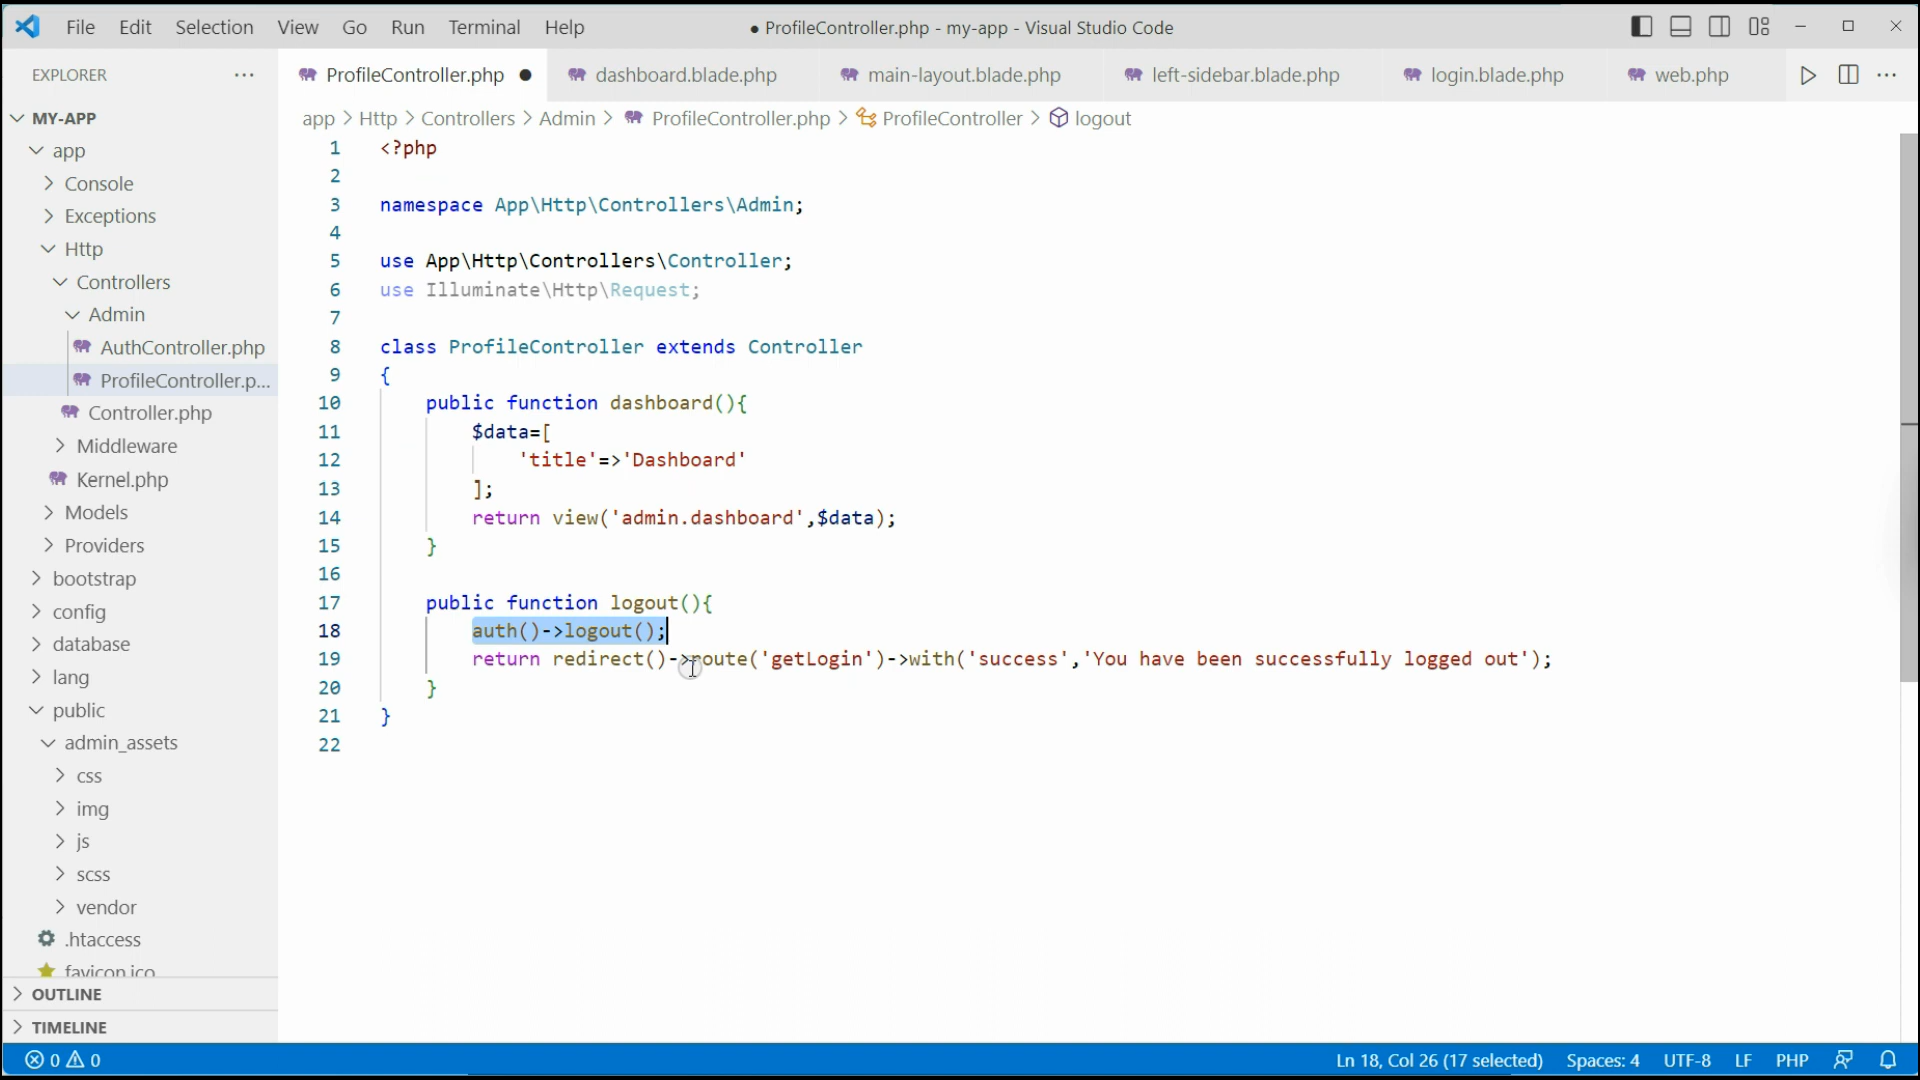 File Edit Selection View Go Run Terminal Help
● ProfileController.php - my-app - Visual Studio Code
EXPLORER
ProfileController.php
dashboard.blade.php
main-layout.blade.php
left-sidebar.blade.php
login.blade.php
web.php
app > Http > Controllers > Admin > ProfileController.php > ProfileController > logout
MY-APP
app
Console
Exceptions
Http
Controllers
Admin
AuthController.php
ProfileController.p...
Controller.php
Middleware
Kernel.php
Models
Providers
bootstrap
config
database
lang
public
admin_assets
css
img
js
scss
vendor
.htaccess
favicon.ico
OUTLINE
TIMELINE
1 <?php
2
3 namespace App\Http\Controllers\Admin;
4
5 use App\Http\Controllers\Controller;
6 use Illuminate\Http\Request;
7
8 class ProfileController extends Controller
9 {
10 public function dashboard(){
11 $data=[
12 'title'=>'Dashboard'
13 ];
14 return view('admin.dashboard',$data);
15 }
16
17 public function logout(){
18 auth()->logout();
19 return redirect()->route('getLogin')->with('success','You have been successfully logged out');
20 }
21 }
22
0 0
Ln 18, Col 26 (17 selected) Spaces: 4 UTF-8 LF PHP